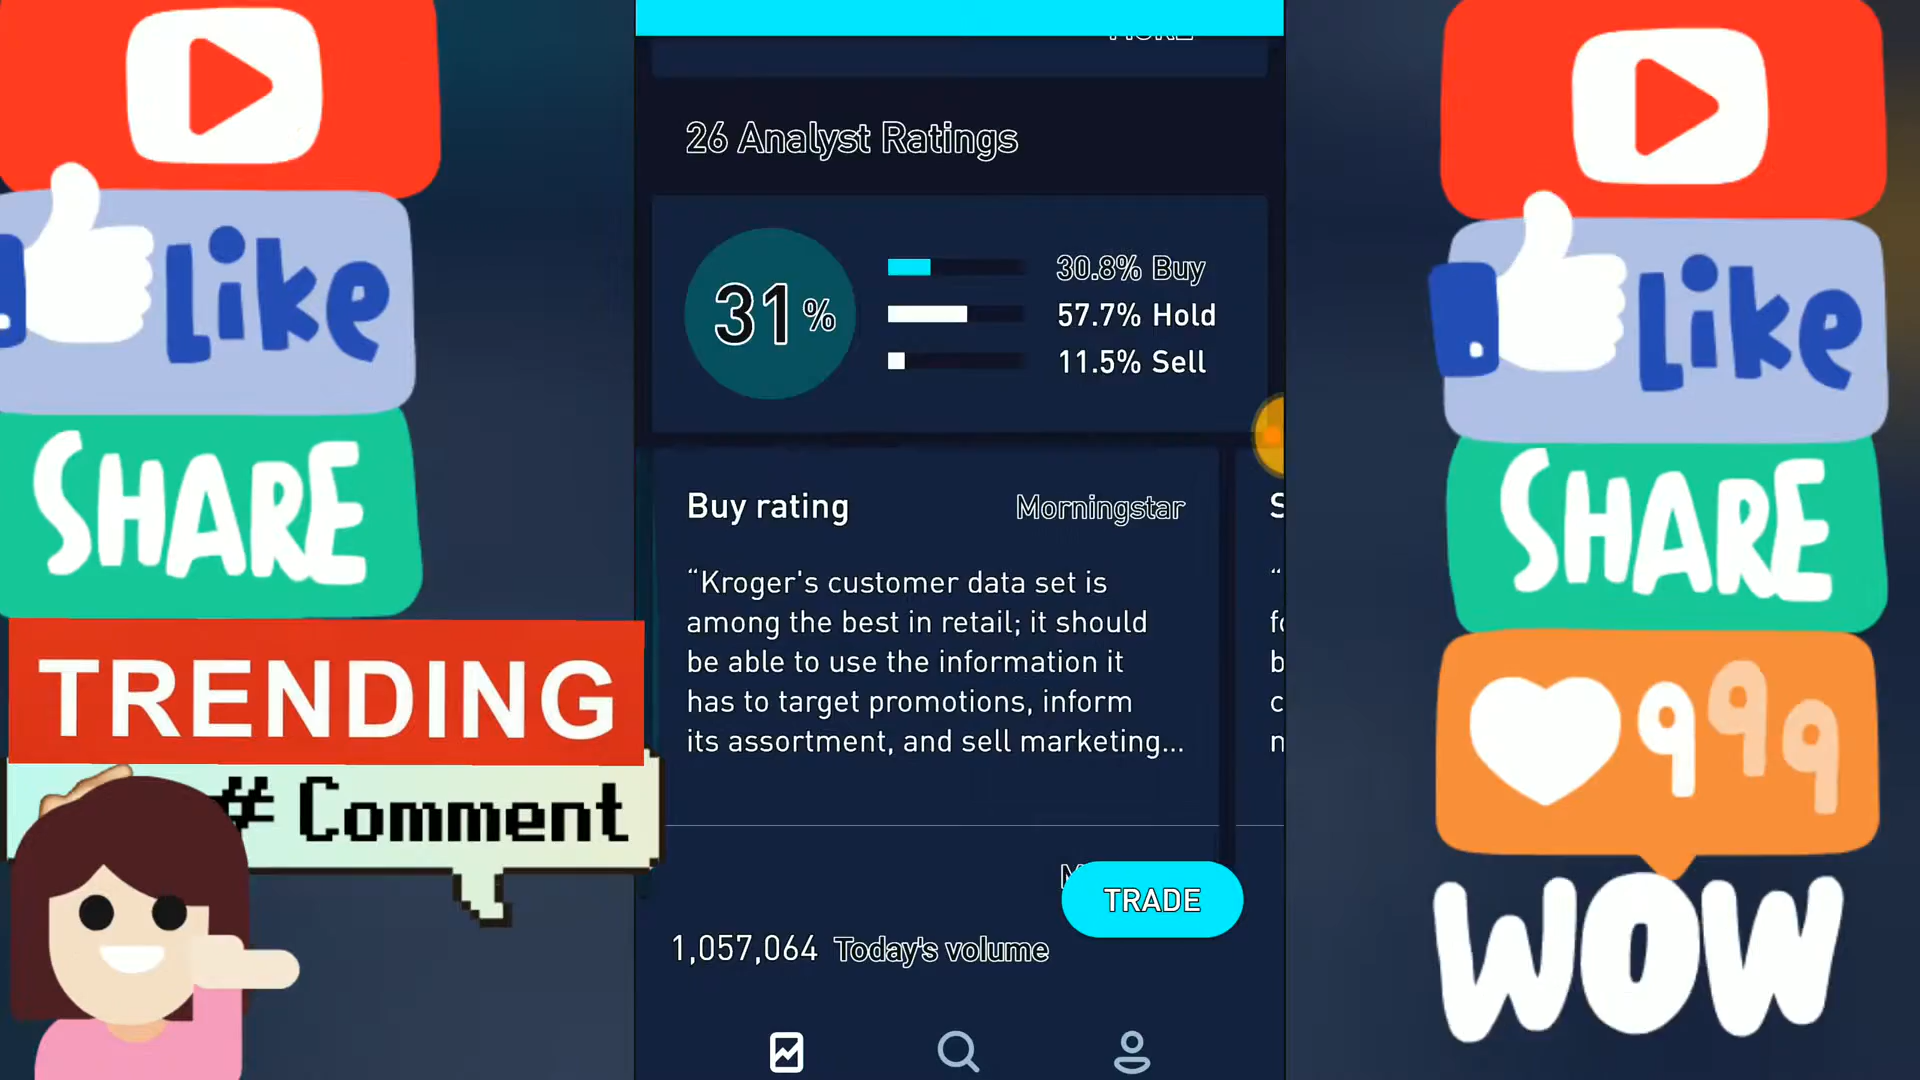 26 Analyst Ratings
31%
30.8% Buy
57.7% Hold
11.5% Sell
Buy rating
Morningstar
“Kroger's customer data set is
among the best in retail; it should
be able to use the information it
has to target promotions, inform
its assortment, and sell marketing...
TRADE
1,057,064 Today's volume
Like
SHARE
TRENDING
# Comment
Like
SHARE
999
WOW